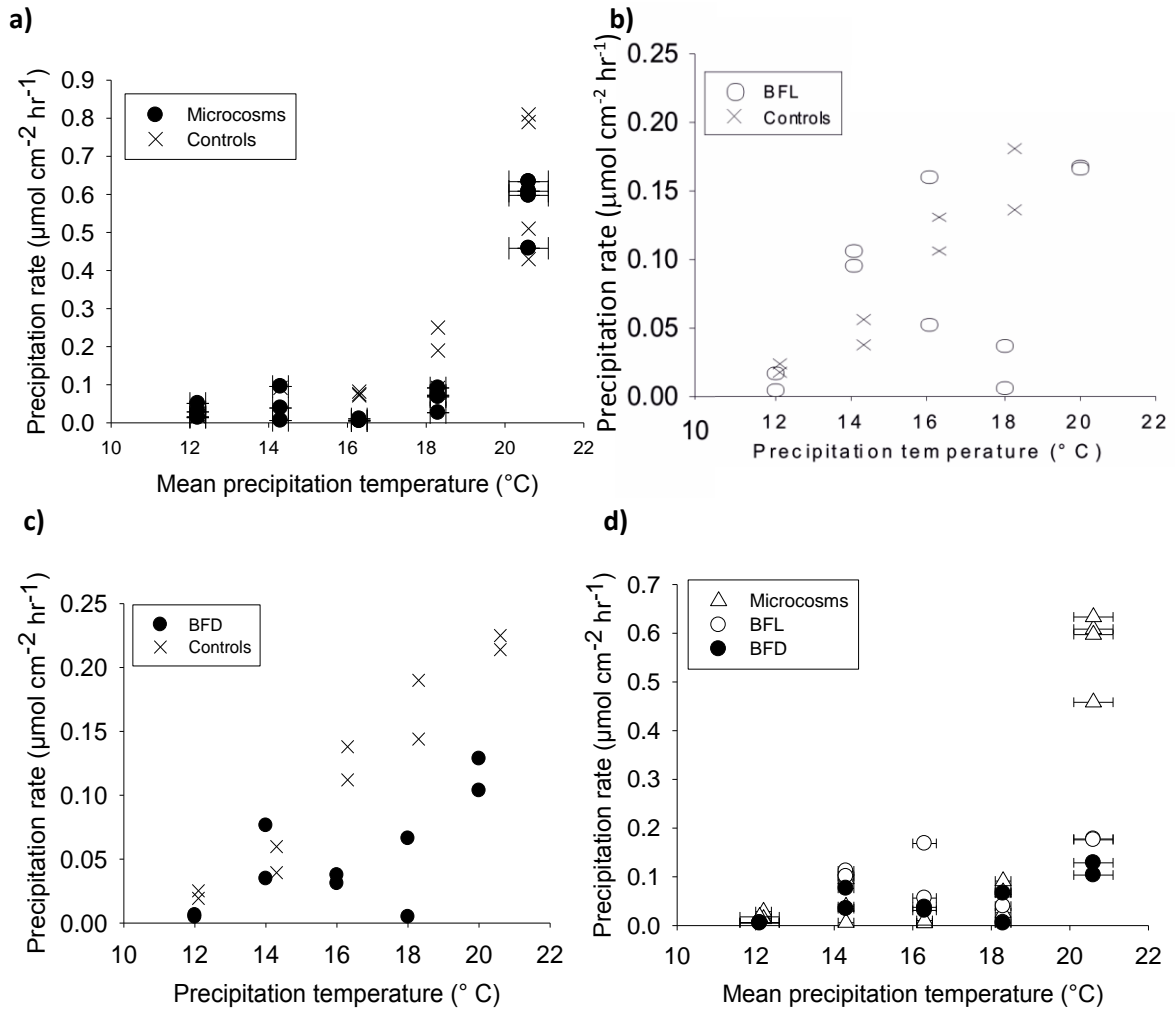 a)
Precipitation rate (µmol cm⁻² hr⁻¹)
0.9
0.8
0.7
0.6
0.5
0.4
0.3
0.2
0.1
0.0
Microcosms
Controls
10 12 14 16 18 20 22
Mean precipitation temperature (°C)
b)
Precipitation rate (µmol cm⁻² hr⁻¹)
0.25
0.20
0.15
0.10
0.05
0.00
BFL
Controls
10 12 14 16 18 20 22
Precipitation temperature (° C)
c)
Precipitation rate (µmol cm⁻² hr⁻¹)
0.25
0.20
0.15
0.10
0.05
0.00
BFD
Controls
10 12 14 16 18 20 22
Precipitation temperature (° C)
d)
Precipitation rate (µmol cm⁻² hr⁻¹)
0.7
0.6
0.5
0.4
0.3
0.2
0.1
0.0
Microcosms
BFL
BFD
10 12 14 16 18 20 22
Mean precipitation temperature (°C)